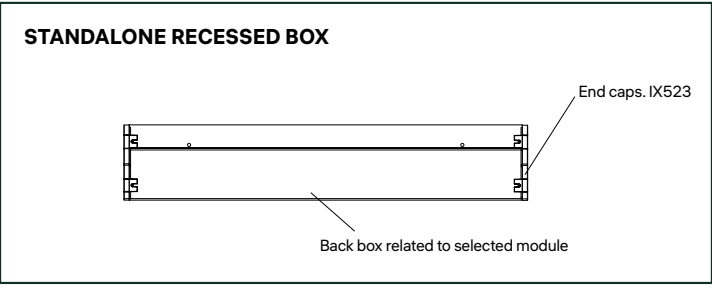 STANDALONE RECESSED BOX
End caps. IX523
Back box related to selected module